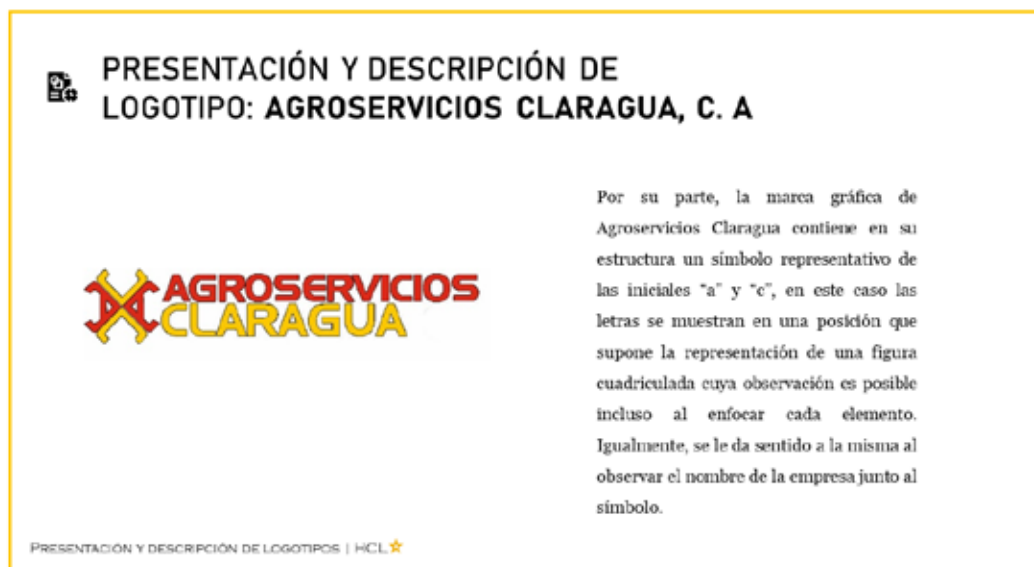 PRESENTACIÓN Y DESCRIPCIÓN DE
LOGOTIPO: AGROSERVICIOS CLARAGUA, C. A
AGROSERVICIOS
CLARAGUA
Por su parte, la marca gráfica de
Agroservicios Claragua contiene en su
estructura un símbolo representativo de
las iniciales "a" y "c", en este caso las
letras se muestran en una posición que
supone la representación de una figura
cuadriculada cuya observación es posible
incluso al enfocar cada elemento.
Igualmente, se le da sentido a la misma al
observar el nombre de la empresa junto al
símbolo.
PRESENTACIÓN Y DESCRIPCIÓN DE LOGOTIPOS | HCL